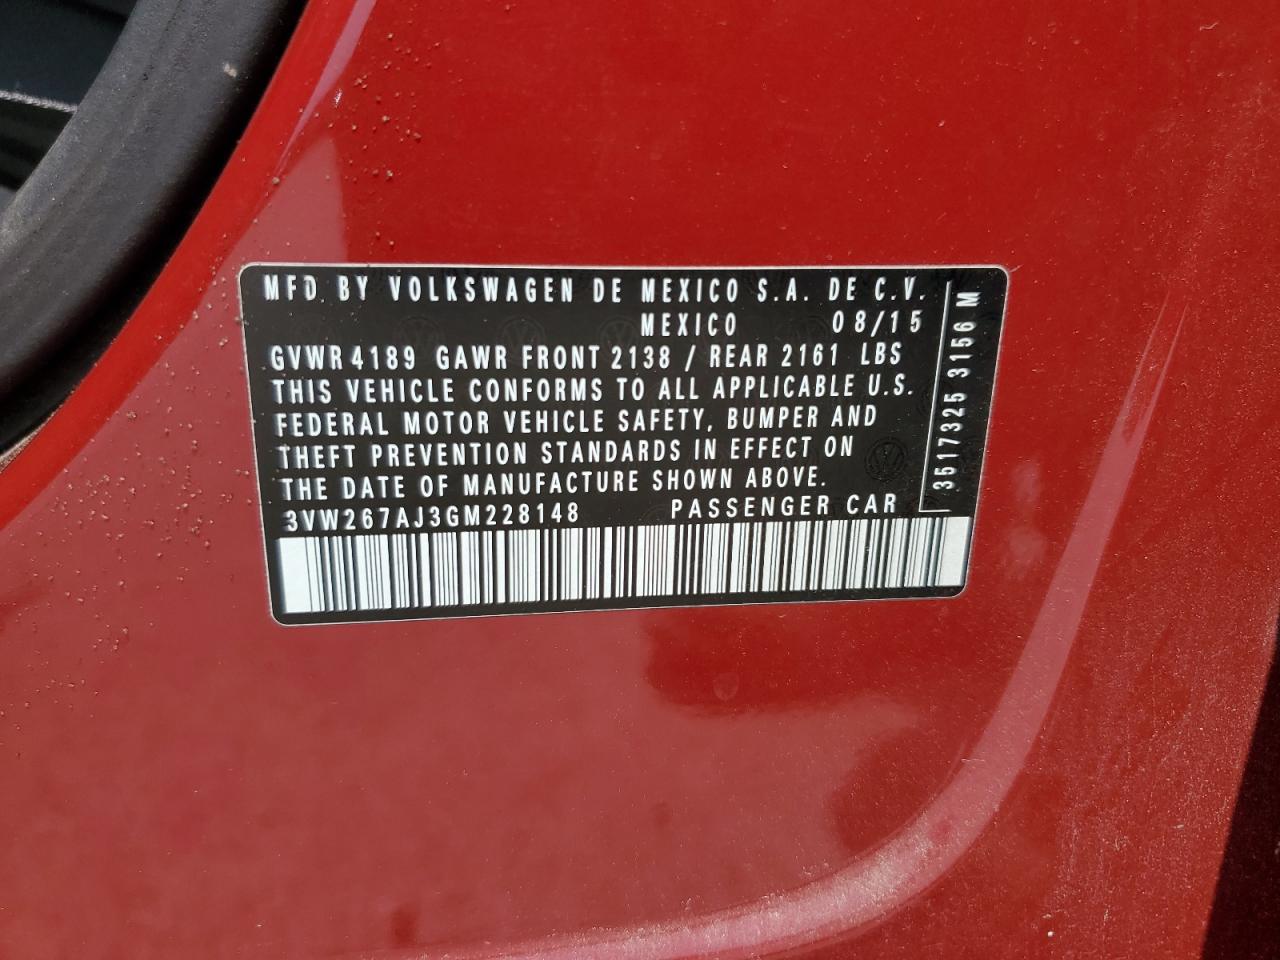 MFD. BY VOLKSWAGEN DE MEXICO S.A. DE C.V.
MEXICO 08/15
GVWR 4189 GAWR FRONT 2138 / REAR 2161 LBS
THIS VEHICLE CONFORMS TO ALL APPLICABLE U.S.
FEDERAL MOTOR VEHICLE SAFETY, BUMPER AND
THEFT PREVENTION STANDARDS IN EFFECT ON
THE DATE OF MANUFACTURE SHOWN ABOVE.
3VW267AJ3GM228148 PASSENGER CAR
3517325 3156 M